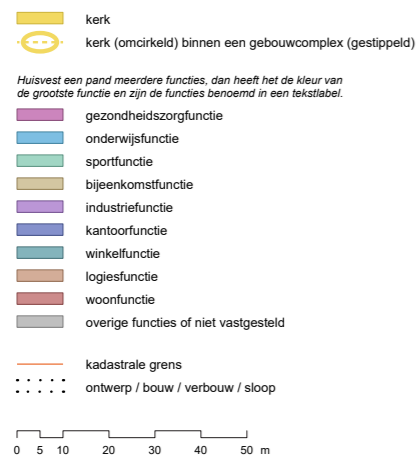 kerk
kerk (omcirkeld) binnen een gebouwcomplex (gestippeld)
Huisvest een pand meerdere functies, dan heeft het de kleur van
de grootste functie en zijn de functies benoemd in een tekstlabel.
gezondheidszorgfunctie
onderwijsfunctie
sportfunctie
bijeenkomstfunctie
industriefunctie
kantoorfunctie
winkelfunctie
logiesfunctie
woonfunctie
overige functies of niet vastgesteld
kadastrale grens
ontwerp / bouw / verbouw / sloop
0 5 10 20 30 40 50 m